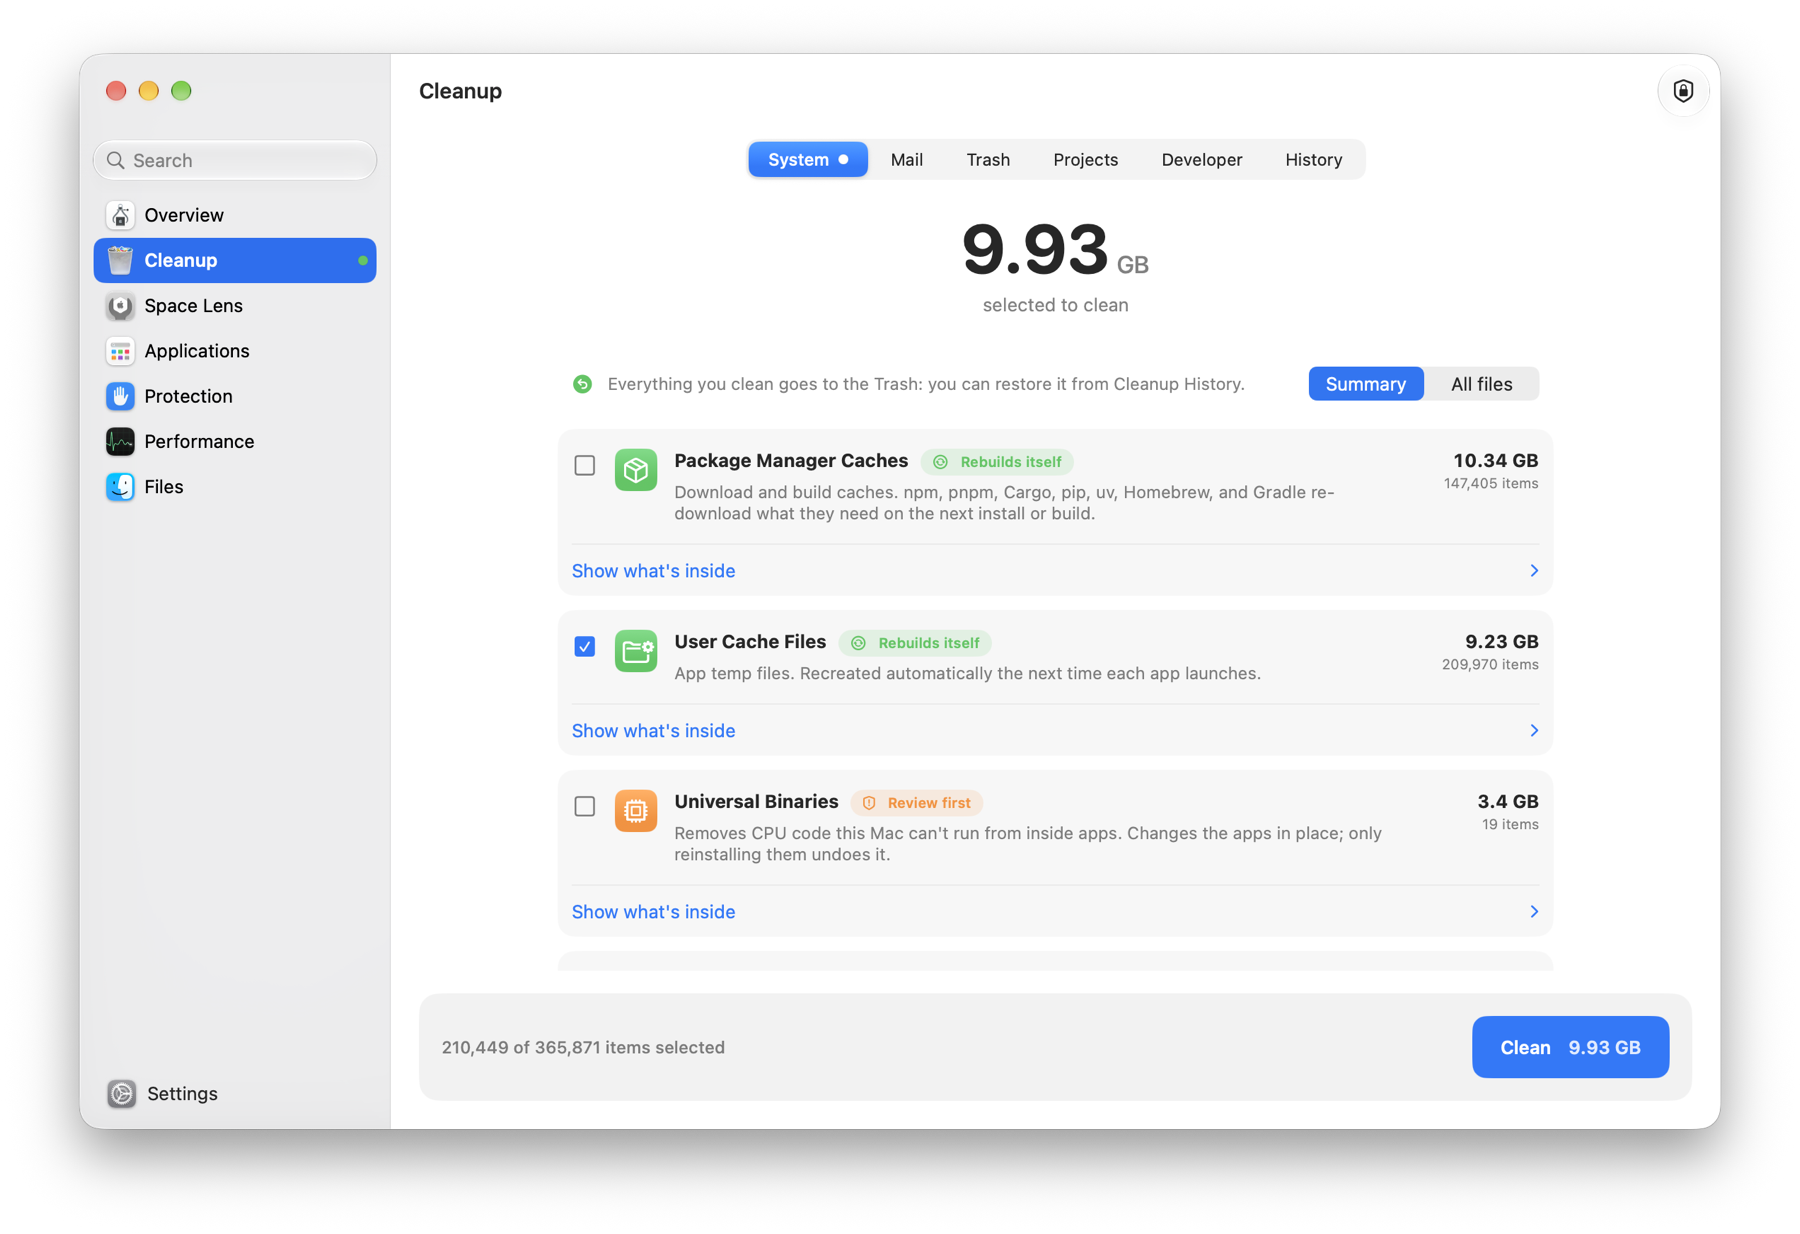 Cleanup
Search
Overview
Cleanup
Space Lens
Applications
Protection
Performance
Files
Settings
System
Mail
Trash
Projects
Developer
History
9.93 GB
selected to clean
Everything you clean goes to the Trash: you can restore it from Cleanup History.
Summary
All files
Package Manager Caches
Rebuilds itself
10.34 GB
147,405 items
Download and build caches. npm, pnpm, Cargo, pip, uv, Homebrew, and Gradle re-
download what they need on the next install or build.
Show what's inside
User Cache Files
Rebuilds itself
9.23 GB
209,970 items
App temp files. Recreated automatically the next time each app launches.
Show what's inside
Universal Binaries
Review first
3.4 GB
19 items
Removes CPU code this Mac can't run from inside apps. Changes the apps in place; only
reinstalling them undoes it.
Show what's inside
210,449 of 365,871 items selected
Clean 9.93 GB